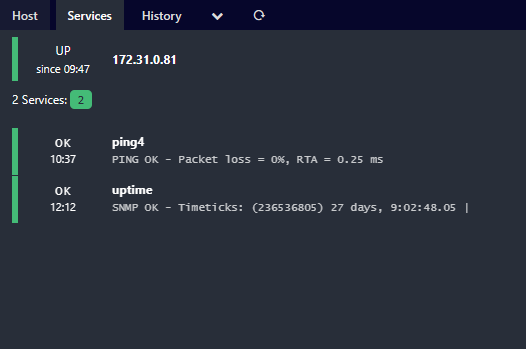 Host Services History
UP
since 09:47
172.31.0.81
2 Services: 2
OK
10:37
ping4
PING OK - Packet loss = 0%, RTA = 0.25 ms
OK
12:12
uptime
SNMP OK - Timeticks: (236536805) 27 days, 9:02:48.05 |